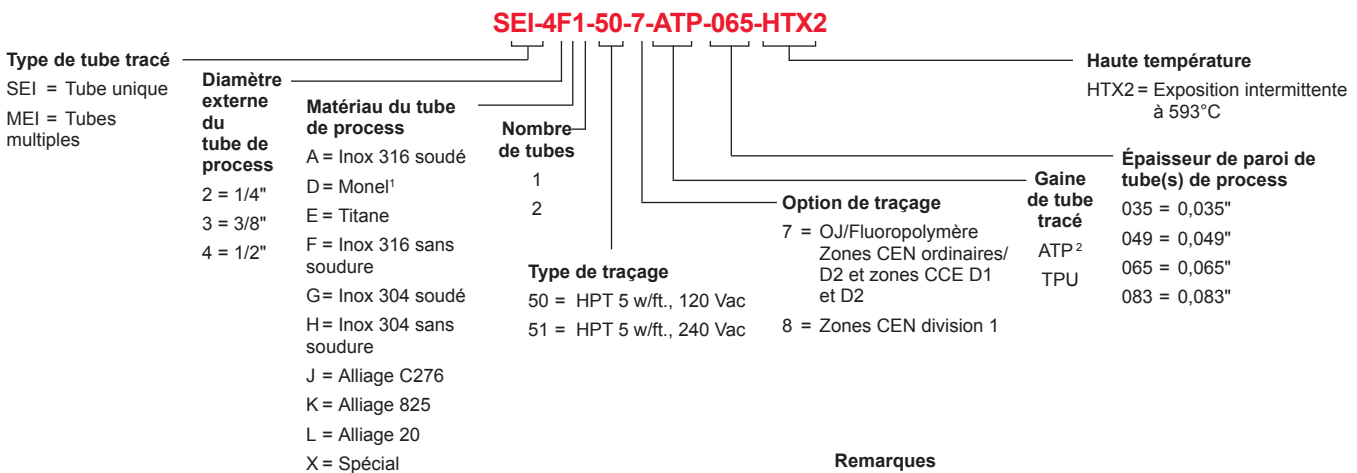 SEI-4F1-50-7-ATP-065-HTX2
Type de tube tracé
SEI = Tube unique
MEI = Tubes
multiples
Diamètre
externe
du
tube de
process
2 = 1/4"
3 = 3/8"
4 = 1/2"
Matériau du tube
de process
A = Inox 316 soudé
D = Monel¹
E = Titane
F = Inox 316 sans
soudure
G = Inox 304 soudé
H = Inox 304 sans
soudure
J = Alliage C276
K = Alliage 825
L = Alliage 20
X = Spécial
Nombre
de tubes
1
2
Type de traçage
50 = HPT 5 w/ft., 120 Vac
51 = HPT 5 w/ft., 240 Vac
Option de traçage
7 = OJ/Fluoropolymère
Zones CEN ordinaires/
D2 et zones CCE D1
et D2
8 = Zones CEN division 1
Gaine
de tube
tracé
ATP ²
TPU
Épaisseur de paroi de
tube(s) de process
035 = 0,035"
049 = 0,049"
065 = 0,065"
083 = 0,083"
Haute température
HTX2 = Exposition intermittente
à 593°C
Remarques